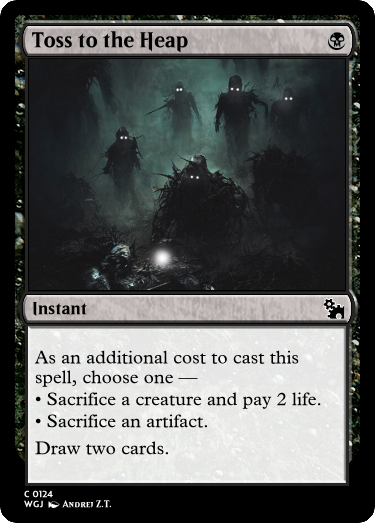 Toss to the Heap
Instant
As an additional cost to cast this
spell, choose one —
• Sacrifice a creature and pay 2 life.
• Sacrifice an artifact.
Draw two cards.
C 0124
WGJ Andrej Z.T.